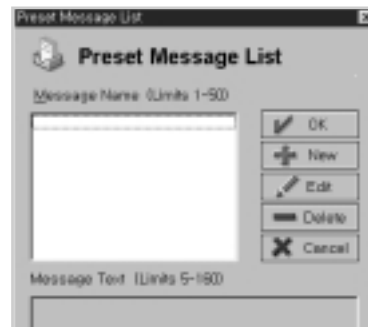 Preset Message List
Preset Message List
Message Name (Limits 1-50)
OK
New
Edit
Delete
Cancel
Message Text (Limits 5-160)